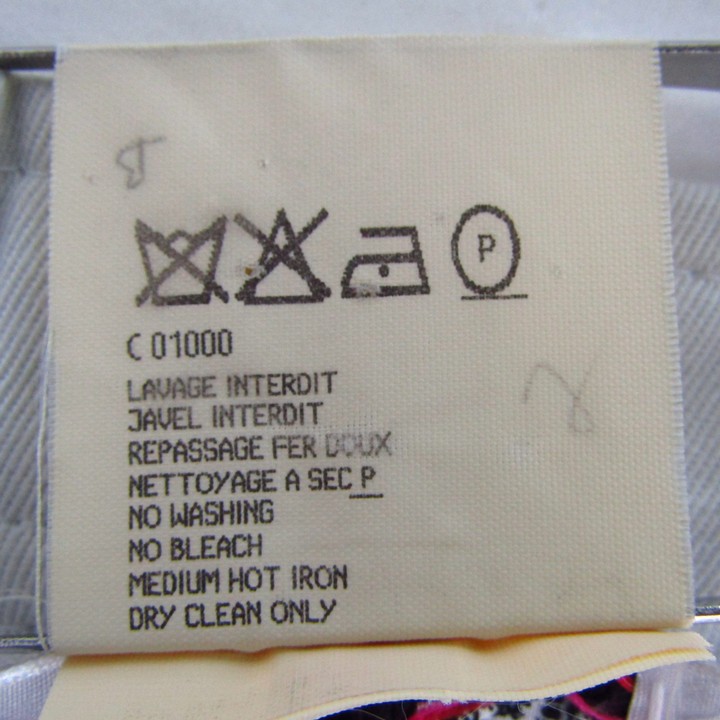 P
C 01000
LAVAGE INTERDIT
JAVEL INTERDIT
REPASSAGE FER DOUX
NETTOYAGE A SEC P
NO WASHING
NO BLEACH
MEDIUM HOT IRON
DRY CLEAN ONLY